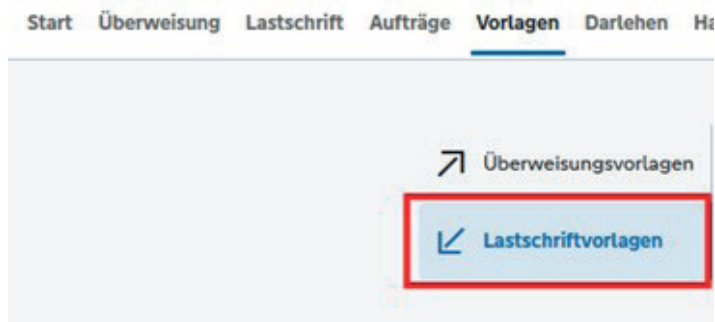 Start Überweisung Lastschrift Aufträge Vorlagen Darlehen
Überweisungsvorlagen
Lastschriftvorlagen